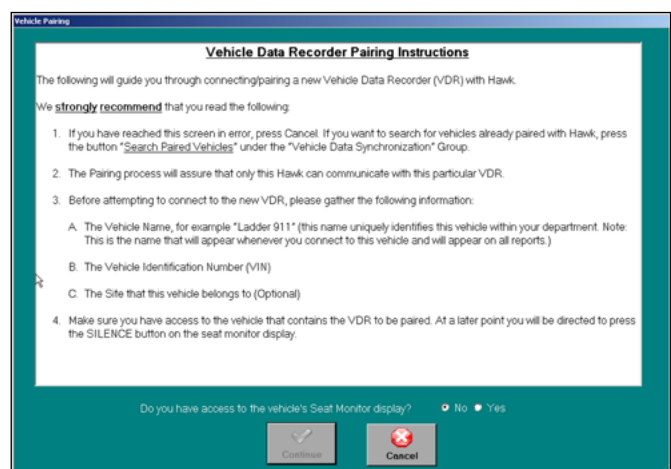 Vehicle Pairing
Vehicle Data Recorder Pairing Instructions
The following will guide you through connecting/pairing a new Vehicle Data Recorder (VDR) with Hawk.
We strongly recommend that you read the following:
1. If you have reached this screen in error, press Cancel. If you want to search for vehicles already paired with Hawk, press
the button "Search Paired Vehicles" under the "Vehicle Data Synchronization" Group.
2. The Pairing process will assure that only this Hawk can communicate with this particular VDR.
3. Before attempting to connect to the new VDR, please gather the following information:
A. The Vehicle Name, for example "Ladder 911" (this name uniquely identifies this vehicle within your department. Note:
This is the name that will appear whenever you connect to this vehicle and will appear on all reports.)
B. The Vehicle Identification Number (VIN)
C. The Site that this vehicle belongs to (Optional)
4. Make sure you have access to the vehicle that contains the VDR to be paired. At a later point you will be directed to press
the SILENCE button on the seat monitor display.
Do you have access to the vehicle's Seat Monitor display? No Yes
Continue Cancel